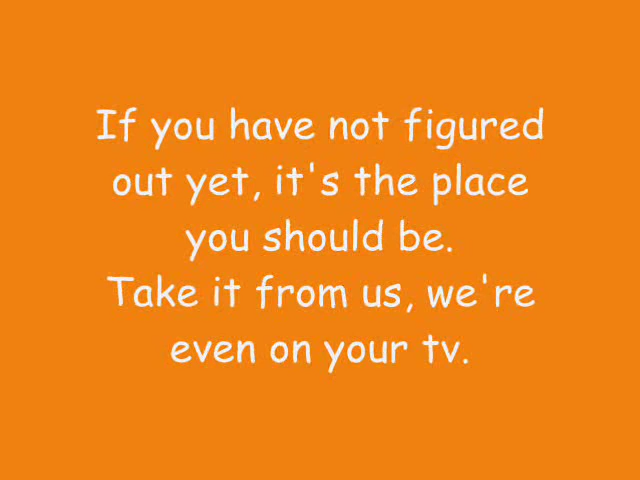 If you have not figured
out yet, it's the place
you should be.
Take it from us, we're
even on your tv.